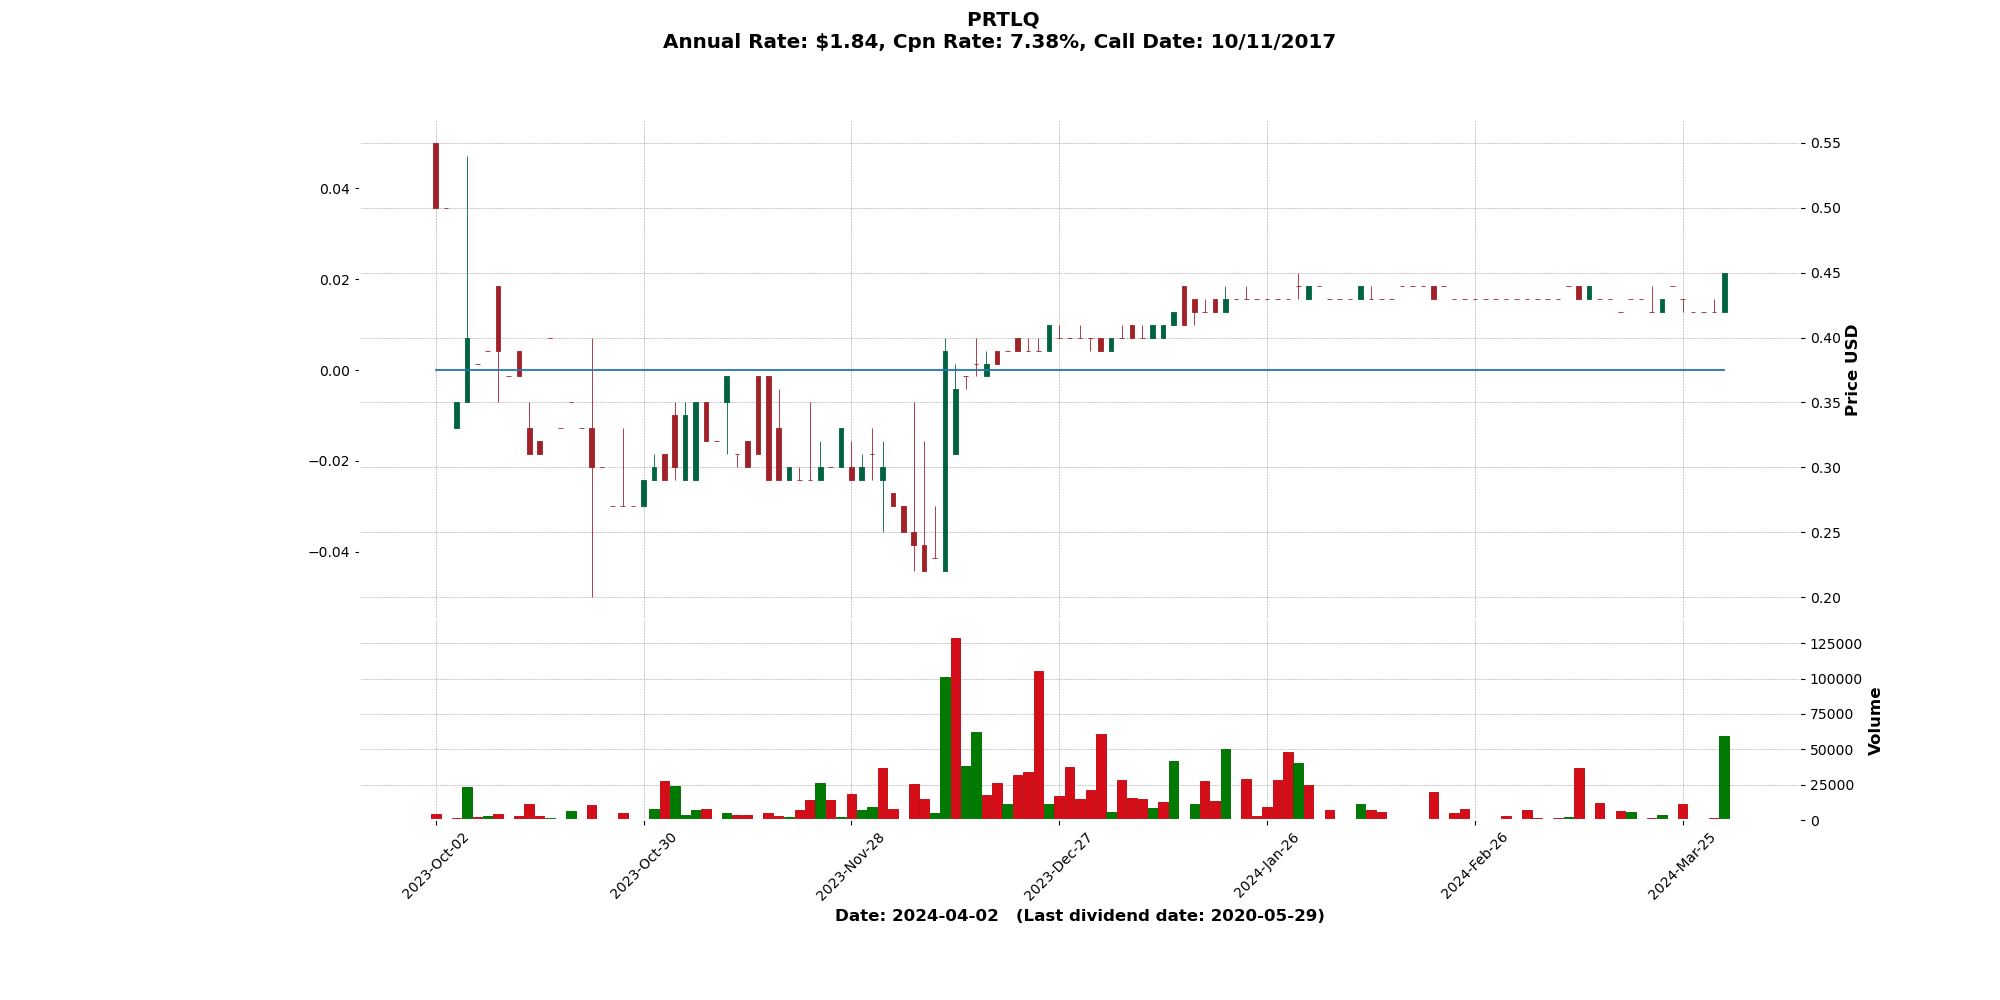 PRTLQ
Annual Rate: $1.84, Cpn Rate: 7.38%, Call Date: 10/11/2017
0.04
0.02
0.00
−0.02
−0.04
0.55
0.50
0.45
0.40
0.35
0.30
0.25
0.20
Price USD
125000
100000
75000
50000
25000
0
Volume
2023-Oct-02
2023-Oct-30
2023-Nov-28
2023-Dec-27
2024-Jan-26
2024-Feb-26
2024-Mar-25
Date: 2024-04-02   (Last dividend date: 2020-05-29)